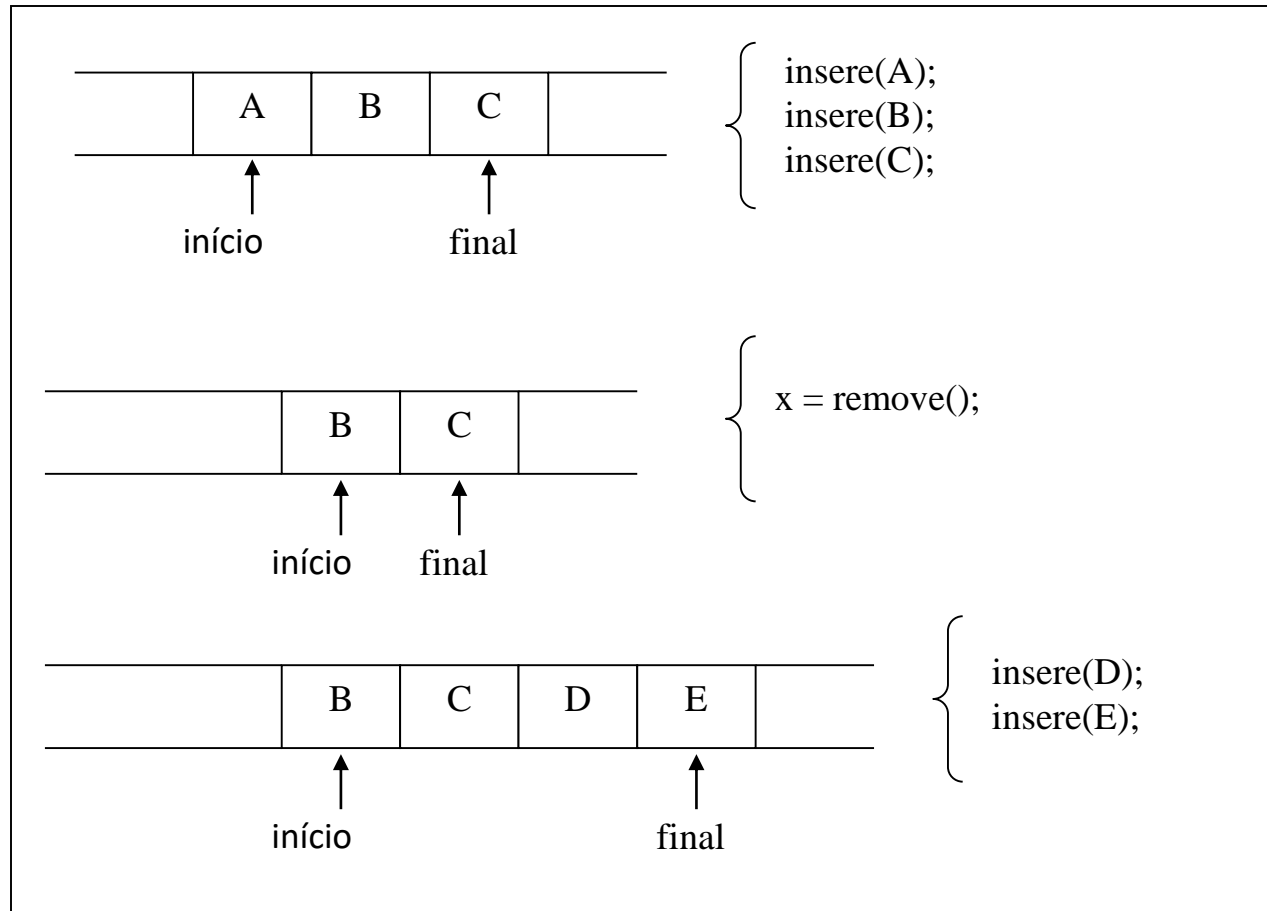 A B C
insere(A);
insere(B);
insere(C);
início final
B C
x = remove();
início final
B C D E
insere(D);
insere(E);
início final